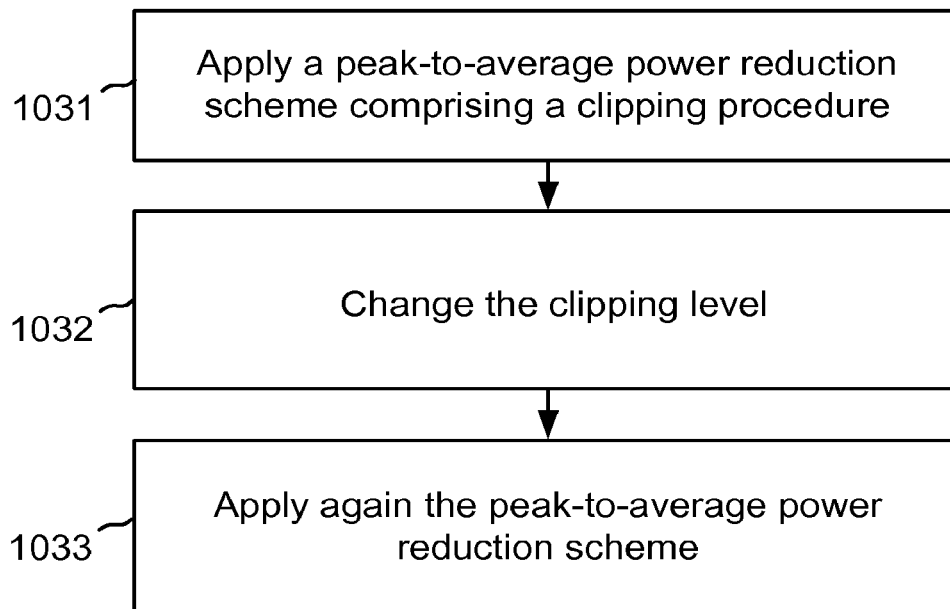 Apply a peak-to-average power reduction
scheme comprising a clipping procedure
1031
Change the clipping level
1032
Apply again the peak-to-average power
reduction scheme
1033